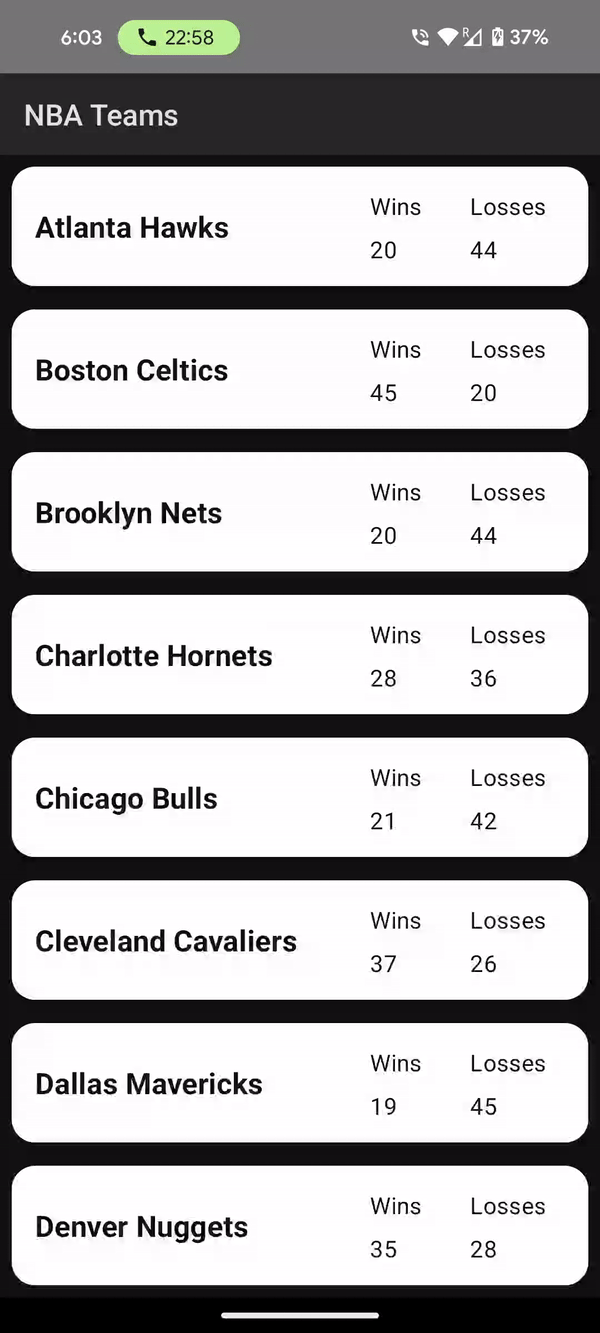 6:03 22:58 R 37%
NBA Teams
Atlanta Hawks
Wins Losses
20 44
Boston Celtics
Wins Losses
45 20
Brooklyn Nets
Wins Losses
20 44
Charlotte Hornets
Wins Losses
28 36
Chicago Bulls
Wins Losses
21 42
Cleveland Cavaliers
Wins Losses
37 26
Dallas Mavericks
Wins Losses
19 45
Denver Nuggets
Wins Losses
35 28